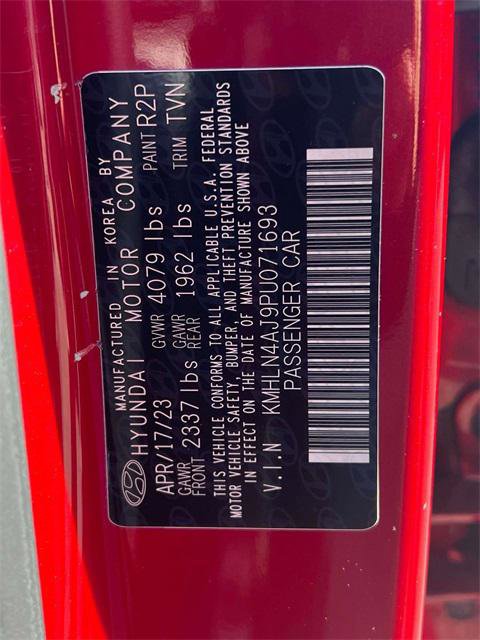 MANUFACTURED IN KOREA BY
HYUNDAI MOTOR COMPANY
APR/17/23 GVWR 4079 lbs PAINT R2P
GAWR FRONT 2337 lbs GAWR REAR 1962 lbs TRIM TVN
THIS VEHICLE CONFORMS TO ALL APPLICABLE U.S.A. FEDERAL
MOTOR VEHICLE SAFETY, BUMPER, AND THEFT PREVENTION STANDARDS
IN EFFECT ON THE DATE OF MANUFACTURE SHOWN ABOVE
V.I.N KMHLN4AJ9PU071693
PASSENGER CAR